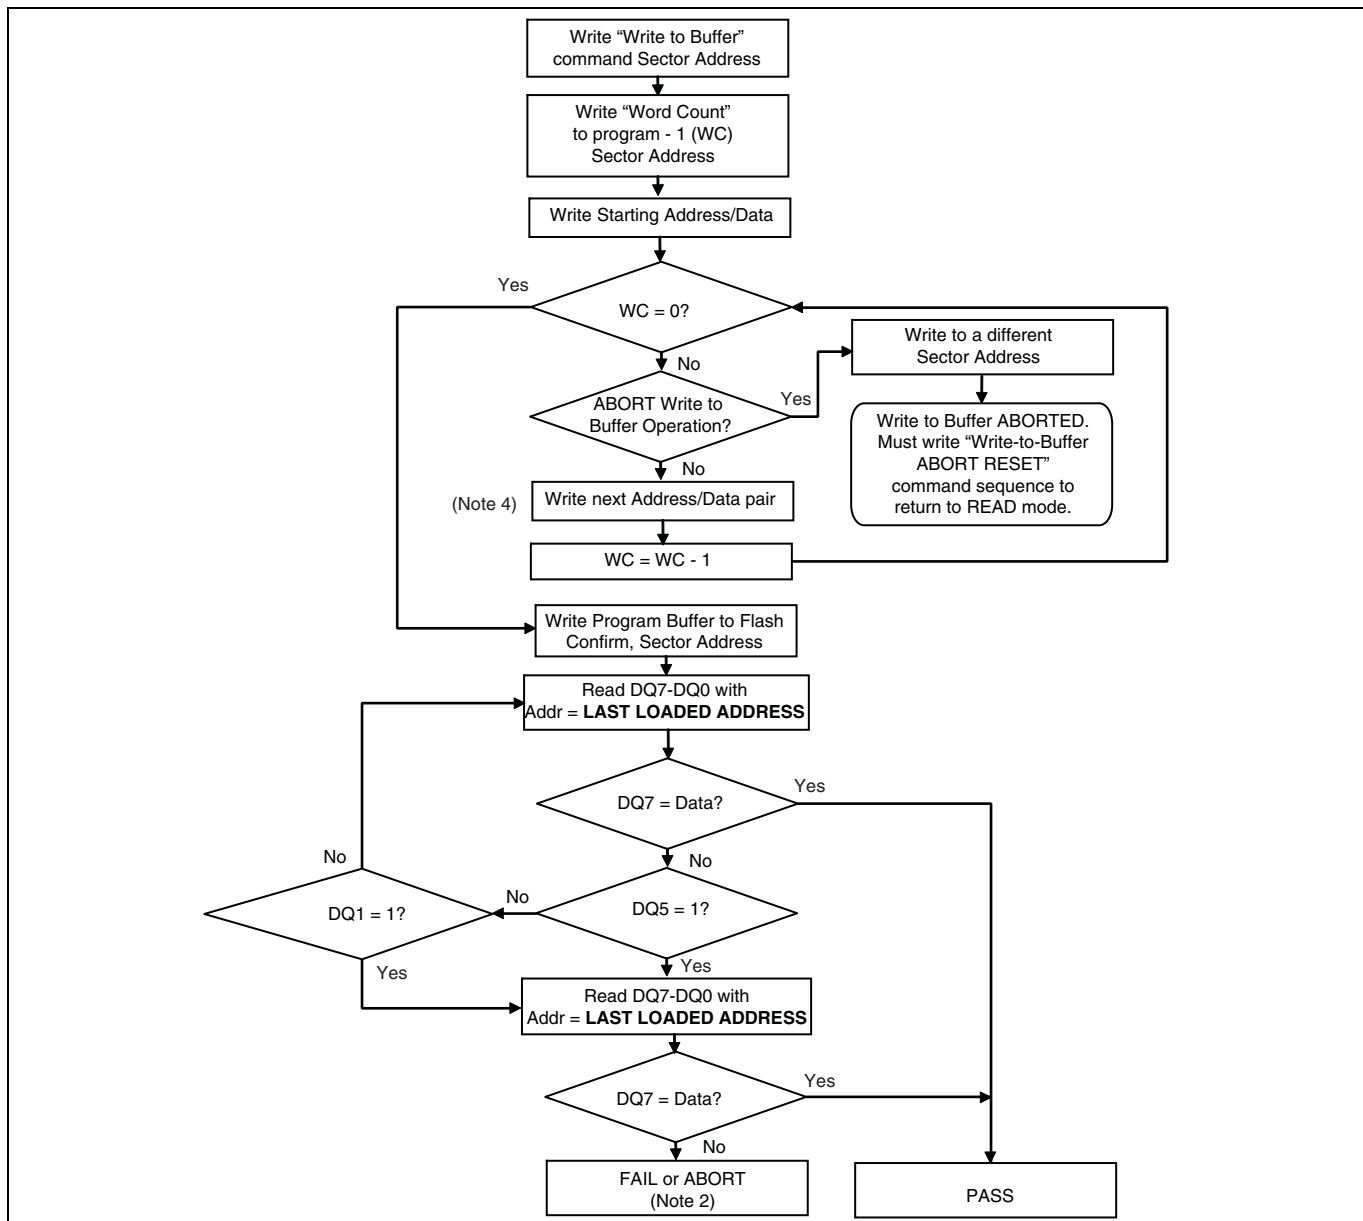 Write “Write to Buffer”
command Sector Address
Write “Word Count”
to program - 1 (WC)
Sector Address
Write Starting Address/Data
Yes
WC = 0?
No
Write to a different
Sector Address
ABORT Write to
Buffer Operation?
Yes
Write to Buffer ABORTED.
Must write “Write-to-Buffer
ABORT RESET”
command sequence to
return to READ mode.
No
(Note 4)
Write next Address/Data pair
WC = WC - 1
Write Program Buffer to Flash
Confirm, Sector Address
Read DQ7-DQ0 with
Addr = LAST LOADED ADDRESS
DQ7 = Data?
Yes
No
No
DQ1 = 1?
No
DQ5 = 1?
Yes
Yes
Read DQ7-DQ0 with
Addr = LAST LOADED ADDRESS
DQ7 = Data?
Yes
No
FAIL or ABORT
(Note 2)
PASS